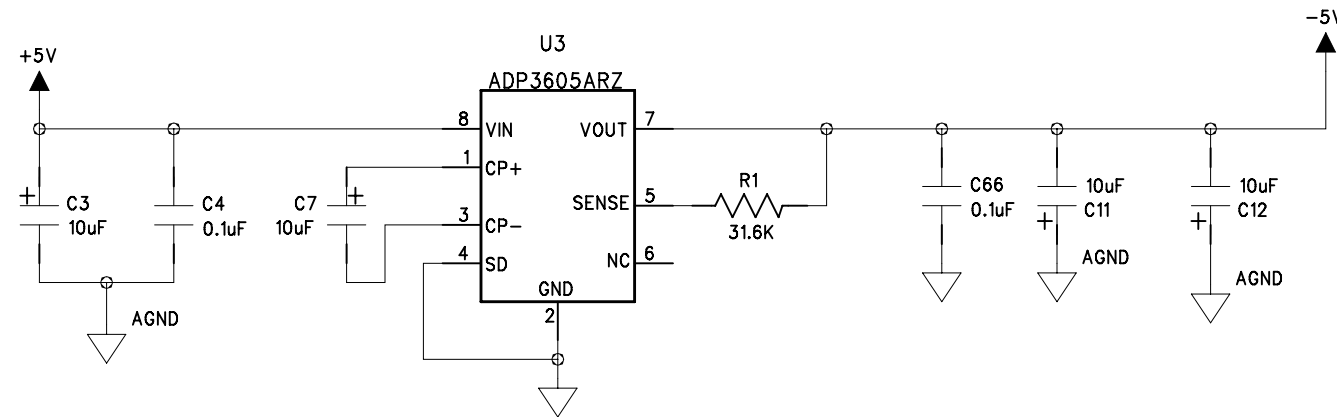 -5V
+5V
U3
ADP3605ARZ
8 VIN
VOUT 7
1 CP+
C3
10uF
C4
0.1uF
C7
10uF
3 CP-
4 SD
SENSE 5
R1
31.6K
NC 6
GND
2
C66
0.1uF
10uF
C11
10uF
C12
AGND
AGND
AGND
+
+
+
+